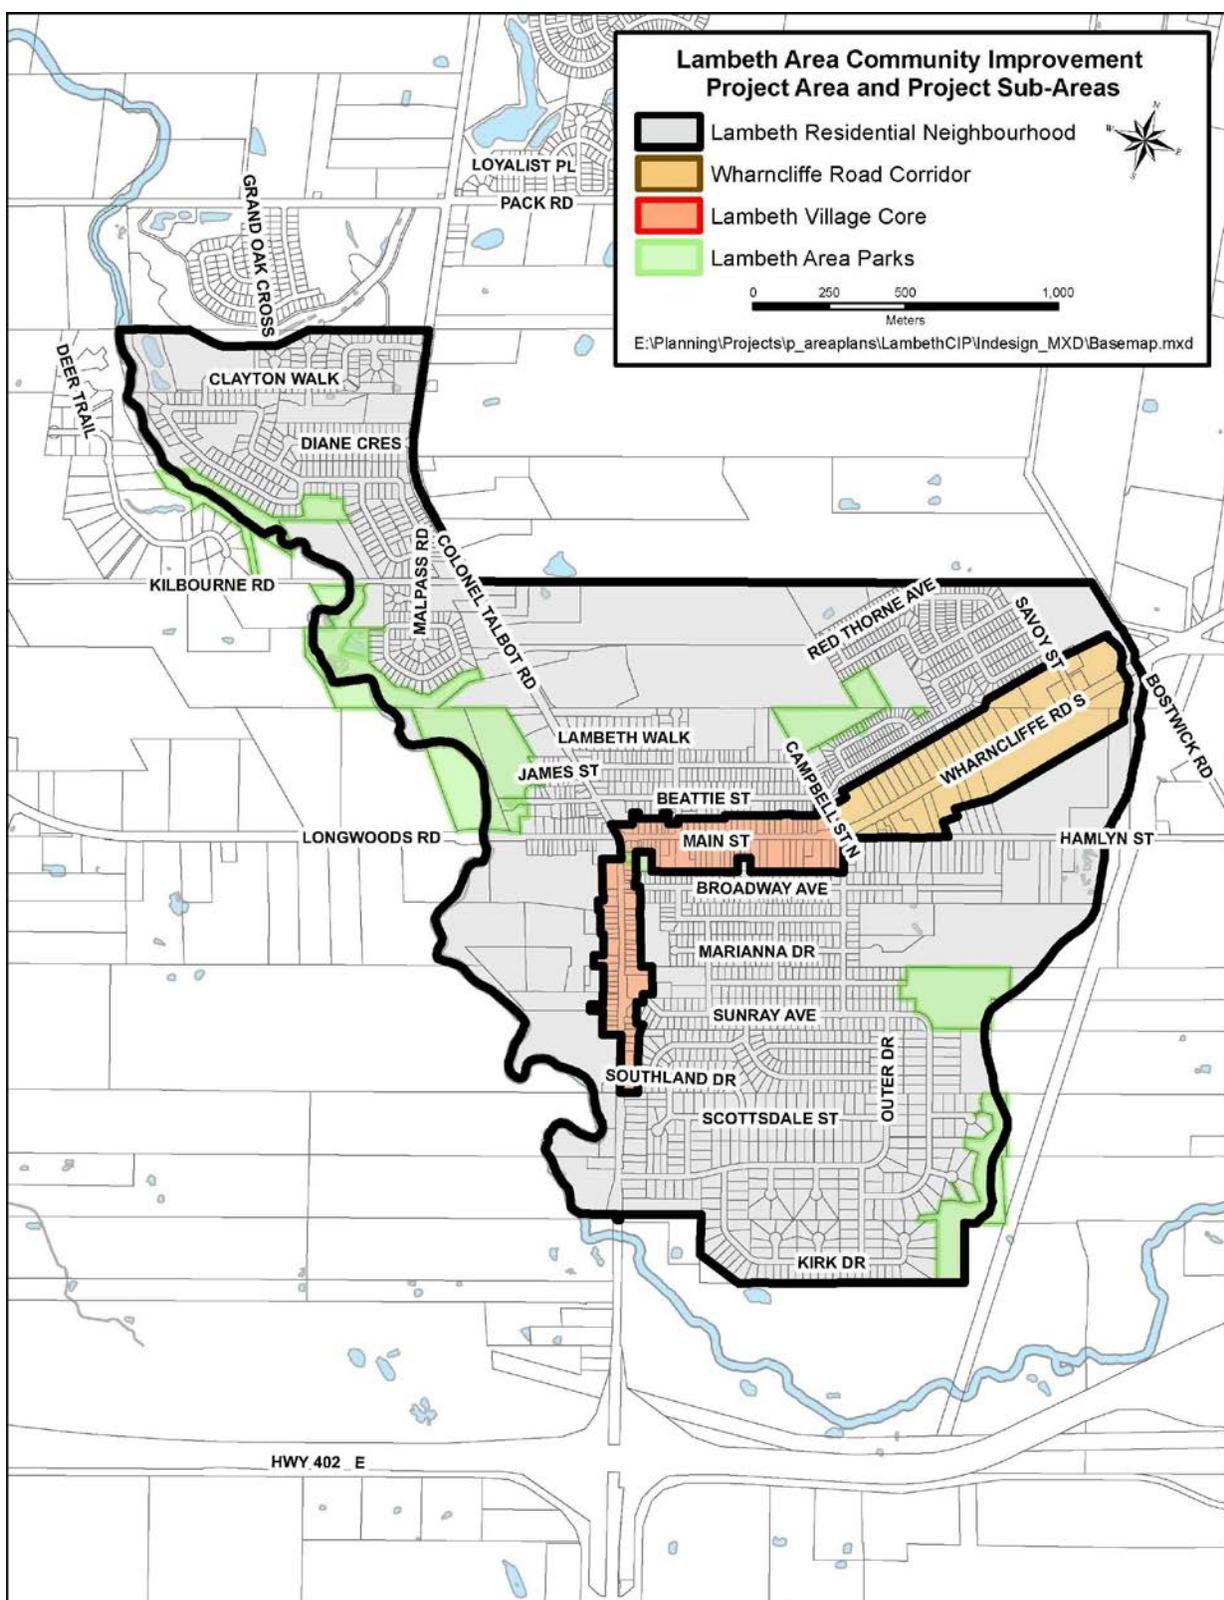 Lambeth Area Community Improvement
Project Area and Project Sub-Areas
Lambeth Residential Neighbourhood
Wharncliffe Road Corridor
Lambeth Village Core
Lambeth Area Parks
N
W
E
S
0 250 500 1,000
Meters
E:\Planning\Projects\p_areaplans\LambethCIP\Indesign_MXD\Basemap.mxd
LOYALIST PL
PACK RD
GRAND OAK CROSS
DEER TRAIL
CLAYTON WALK
DIANE CRES
MALPASS RD
COLONEL TALBOT RD
KILBOURNE RD
RED THORNE AVE
SAVOY ST
BOSTWICK RD
WHARNCLIFFE RD S
LAMBETH WALK
CAMPBELL ST N
JAMES ST
BEATTIE ST
LONGWOODS RD
MAIN ST
HAMLYN ST
BROADWAY AVE
MARIANNA DR
SUNRAY AVE
OUTER DR
SOUTHLAND DR
SCOTTSDALE ST
KIRK DR
HWY 402 E